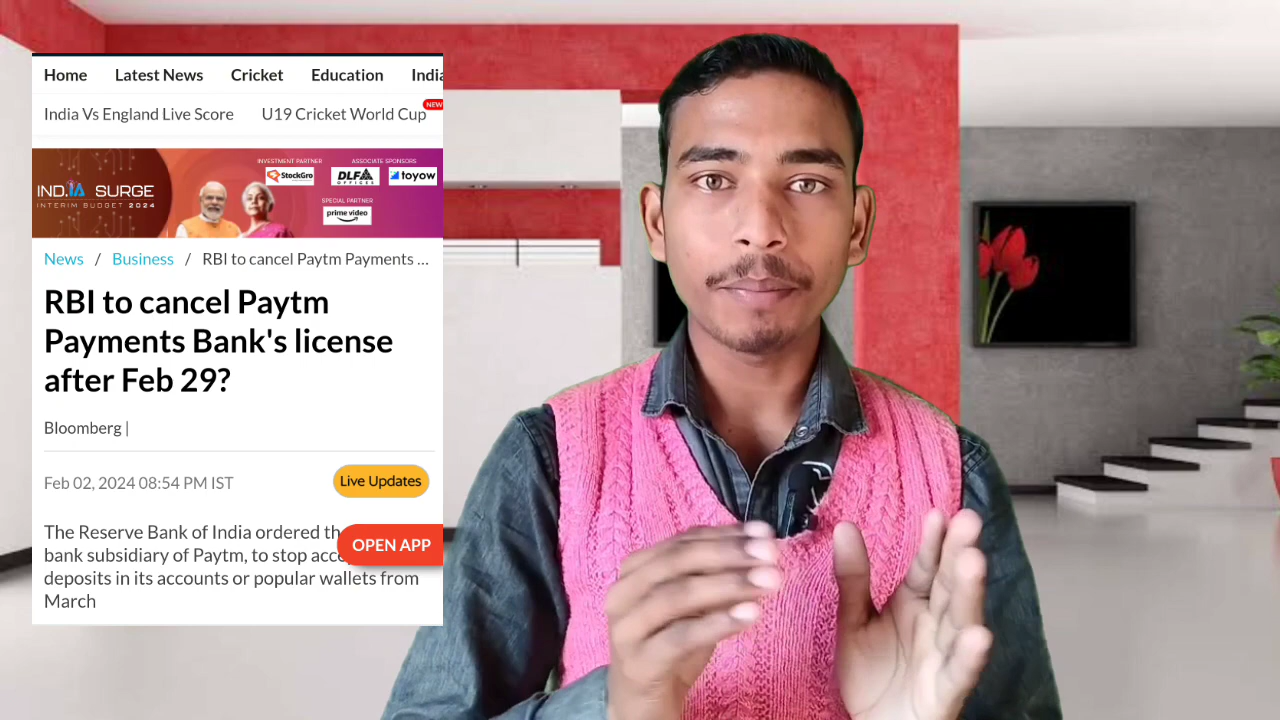 Home Latest News Cricket Education India
India Vs England Live Score U19 Cricket World Cup NEW
INVESTMENT PARTNER ASSOCIATE SPONSORS
StockGro DLF OFFICES toyow
IND.IA SURGE
INTERIM BUDGET 2024
SPECIAL PARTNER
prime video
News / Business / RBI to cancel Paytm Payments ...
RBI to cancel Paytm
Payments Bank's license
after Feb 29?
Bloomberg |
Feb 02, 2024 08:54 PM IST Live Updates
The Reserve Bank of India ordered th
OPEN APP
bank subsidiary of Paytm, to stop acce
deposits in its accounts or popular wallets from
March